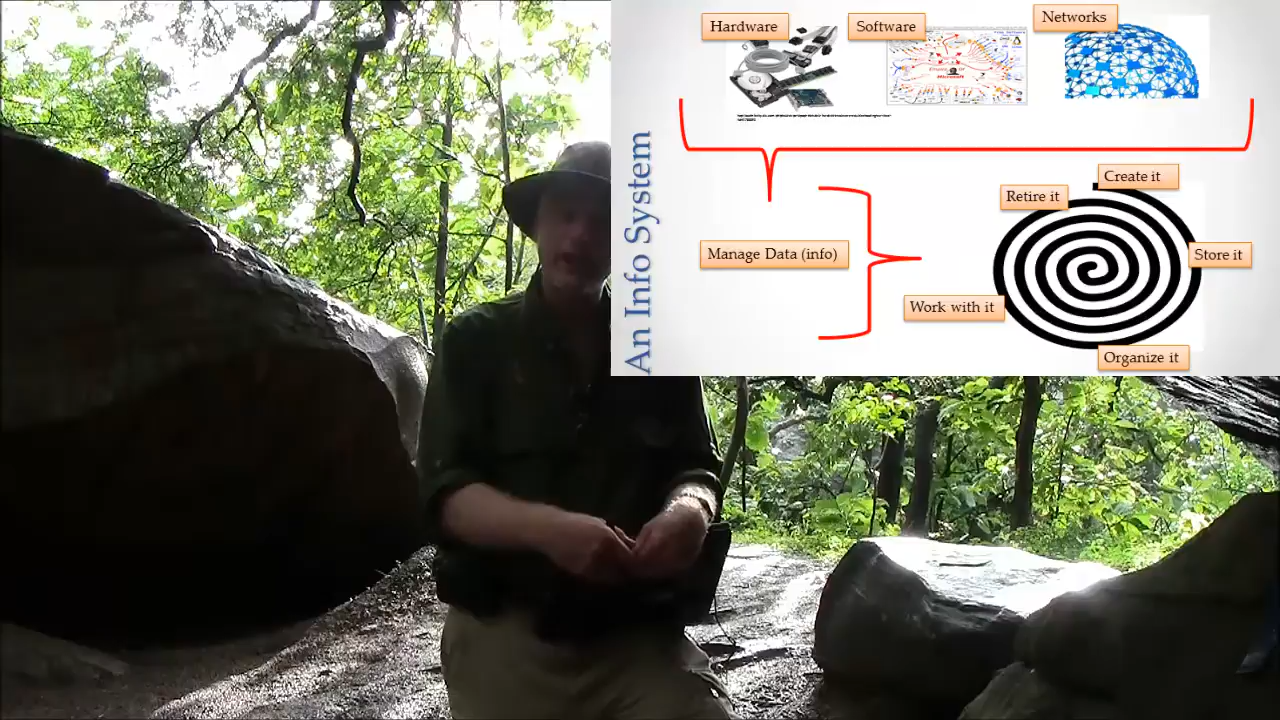 Hardware
Software
Networks
An Info System
Create it
Retire it
Manage Data (info)
Store it
Work with it
Organize it